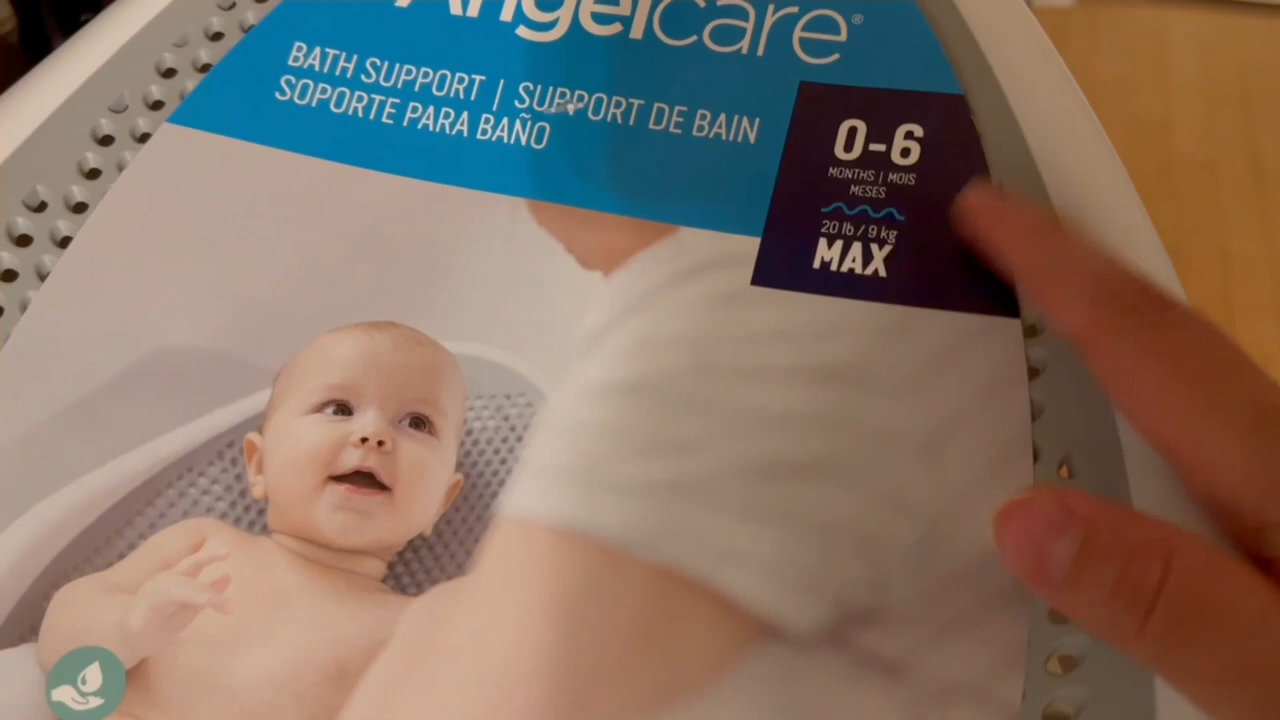 Angelcare®
BATH SUPPORT | SUPPORT DE BAIN
SOPORTE PARA BAÑO
0-6
MONTHS | MOIS
MESES
20 lb / 9 kg
MAX